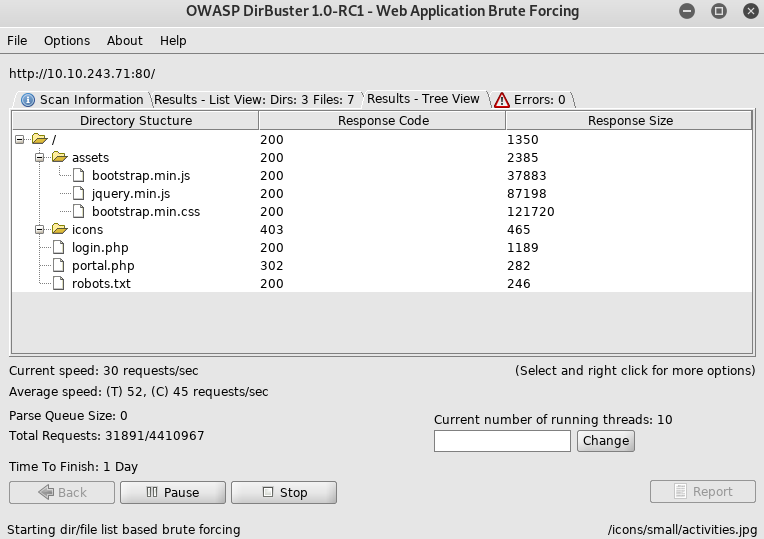 OWASP DirBuster 1.0-RC1 - Web Application Brute Forcing
File Options About Help
http://10.10.243.71:80/
Scan Information Results - List View: Dirs: 3 Files: 7 Results - Tree View Errors: 0
Directory Stucture Response Code Response Size
/ 200 1350
assets 200 2385
bootstrap.min.js 200 37883
jquery.min.js 200 87198
bootstrap.min.css 200 121720
icons 403 465
login.php 200 1189
portal.php 302 282
robots.txt 200 246
Current speed: 30 requests/sec (Select and right click for more options)
Average speed: (T) 52, (C) 45 requests/sec
Parse Queue Size: 0 Current number of running threads: 10
Total Requests: 31891/4410967 Change
Time To Finish: 1 Day
Back Pause Stop Report
Starting dir/file list based brute forcing /icons/small/activities.jpg